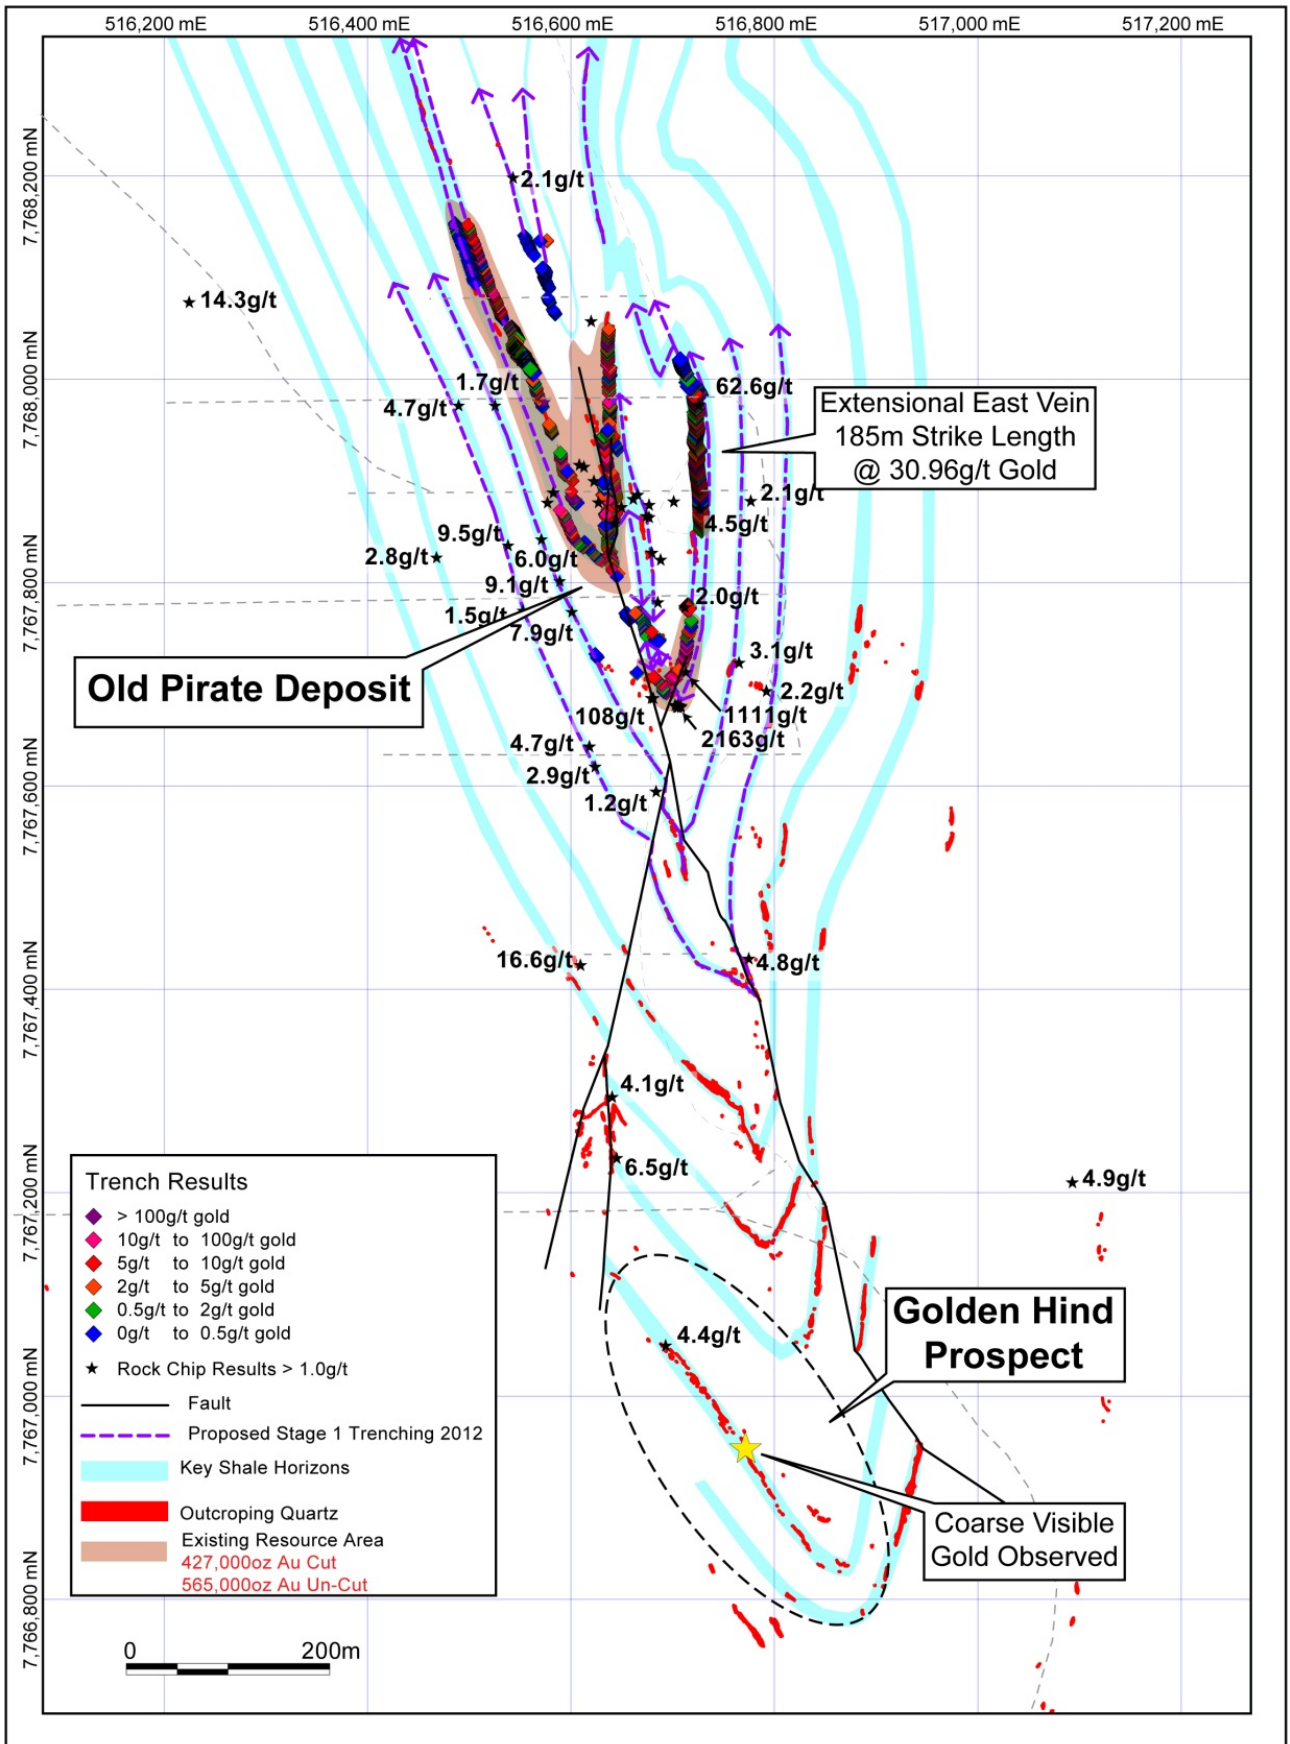 516,200 mE 516,400 mE 516,600 mE 516,800 mE 517,000 mE 517,200 mE
7,768,200 mN
7,768,000 mN
7,767,800 mN
7,767,600 mN
7,767,400 mN
7,767,200 mN
7,767,000 mN
7,766,800 mN
2.1g/t
14.3g/t
1.7g/t
4.7g/t
62.6g/t
Extensional East Vein
185m Strike Length
@ 30.96g/t Gold
2.1g/t
4.5g/t
9.5g/t
2.8g/t
6.0g/t
9.1g/t
2.0g/t
1.5g/t
7.9g/t
3.1g/t
Old Pirate Deposit
2.2g/t
108g/t
1111g/t
2163g/t
4.7g/t
2.9g/t
1.2g/t
16.6g/t
4.8g/t
4.1g/t
6.5g/t
4.9g/t
Trench Results
> 100g/t gold
10g/t to 100g/t gold
5g/t to 10g/t gold
2g/t to 5g/t gold
0.5g/t to 2g/t gold
0g/t to 0.5g/t gold
Rock Chip Results > 1.0g/t
Fault
Proposed Stage 1 Trenching 2012
Key Shale Horizons
Outcroping Quartz
Existing Resource Area
427,000oz Au Cut
565,000oz Au Un-Cut
Golden Hind
Prospect
4.4g/t
Coarse Visible
Gold Observed
0 200m